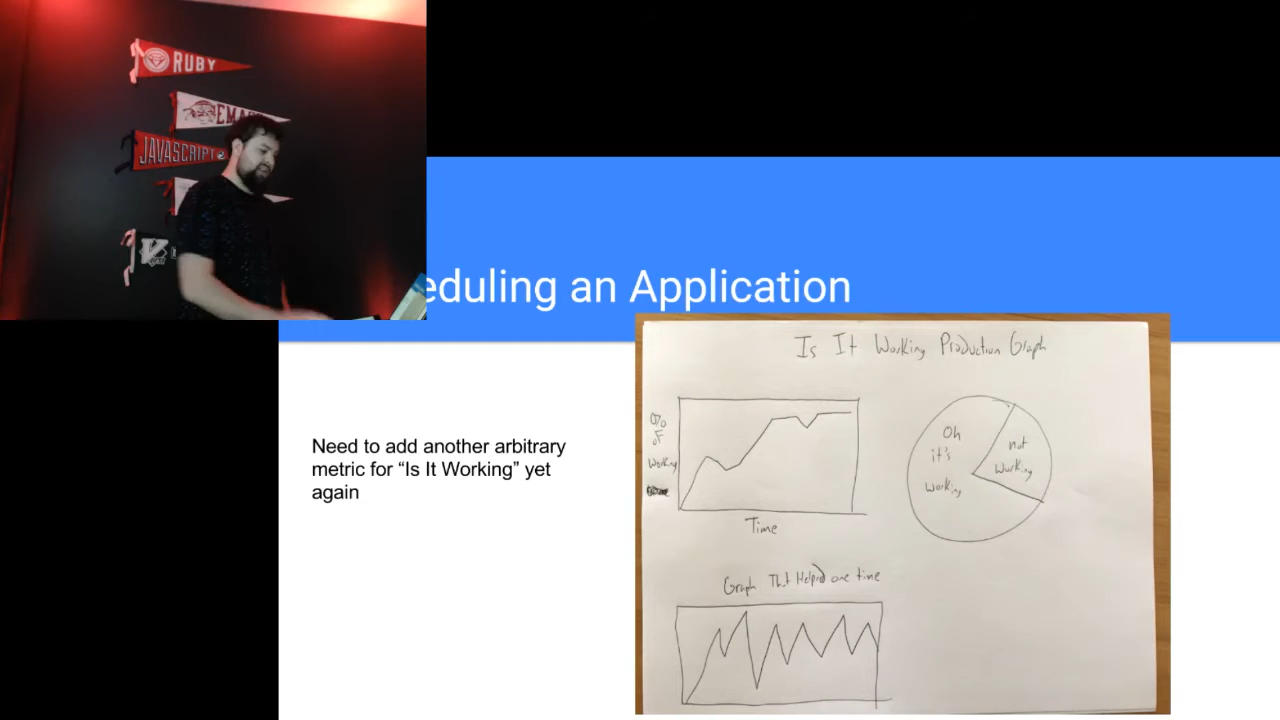 RUBY
EMA
JAVASCRIPT
eduling an Application
Need to add another arbitrary
metric for “Is It Working” yet
again
Is It Working Production Graph
% of Working
Time
Oh it's working
not working
Graph That Helped one time